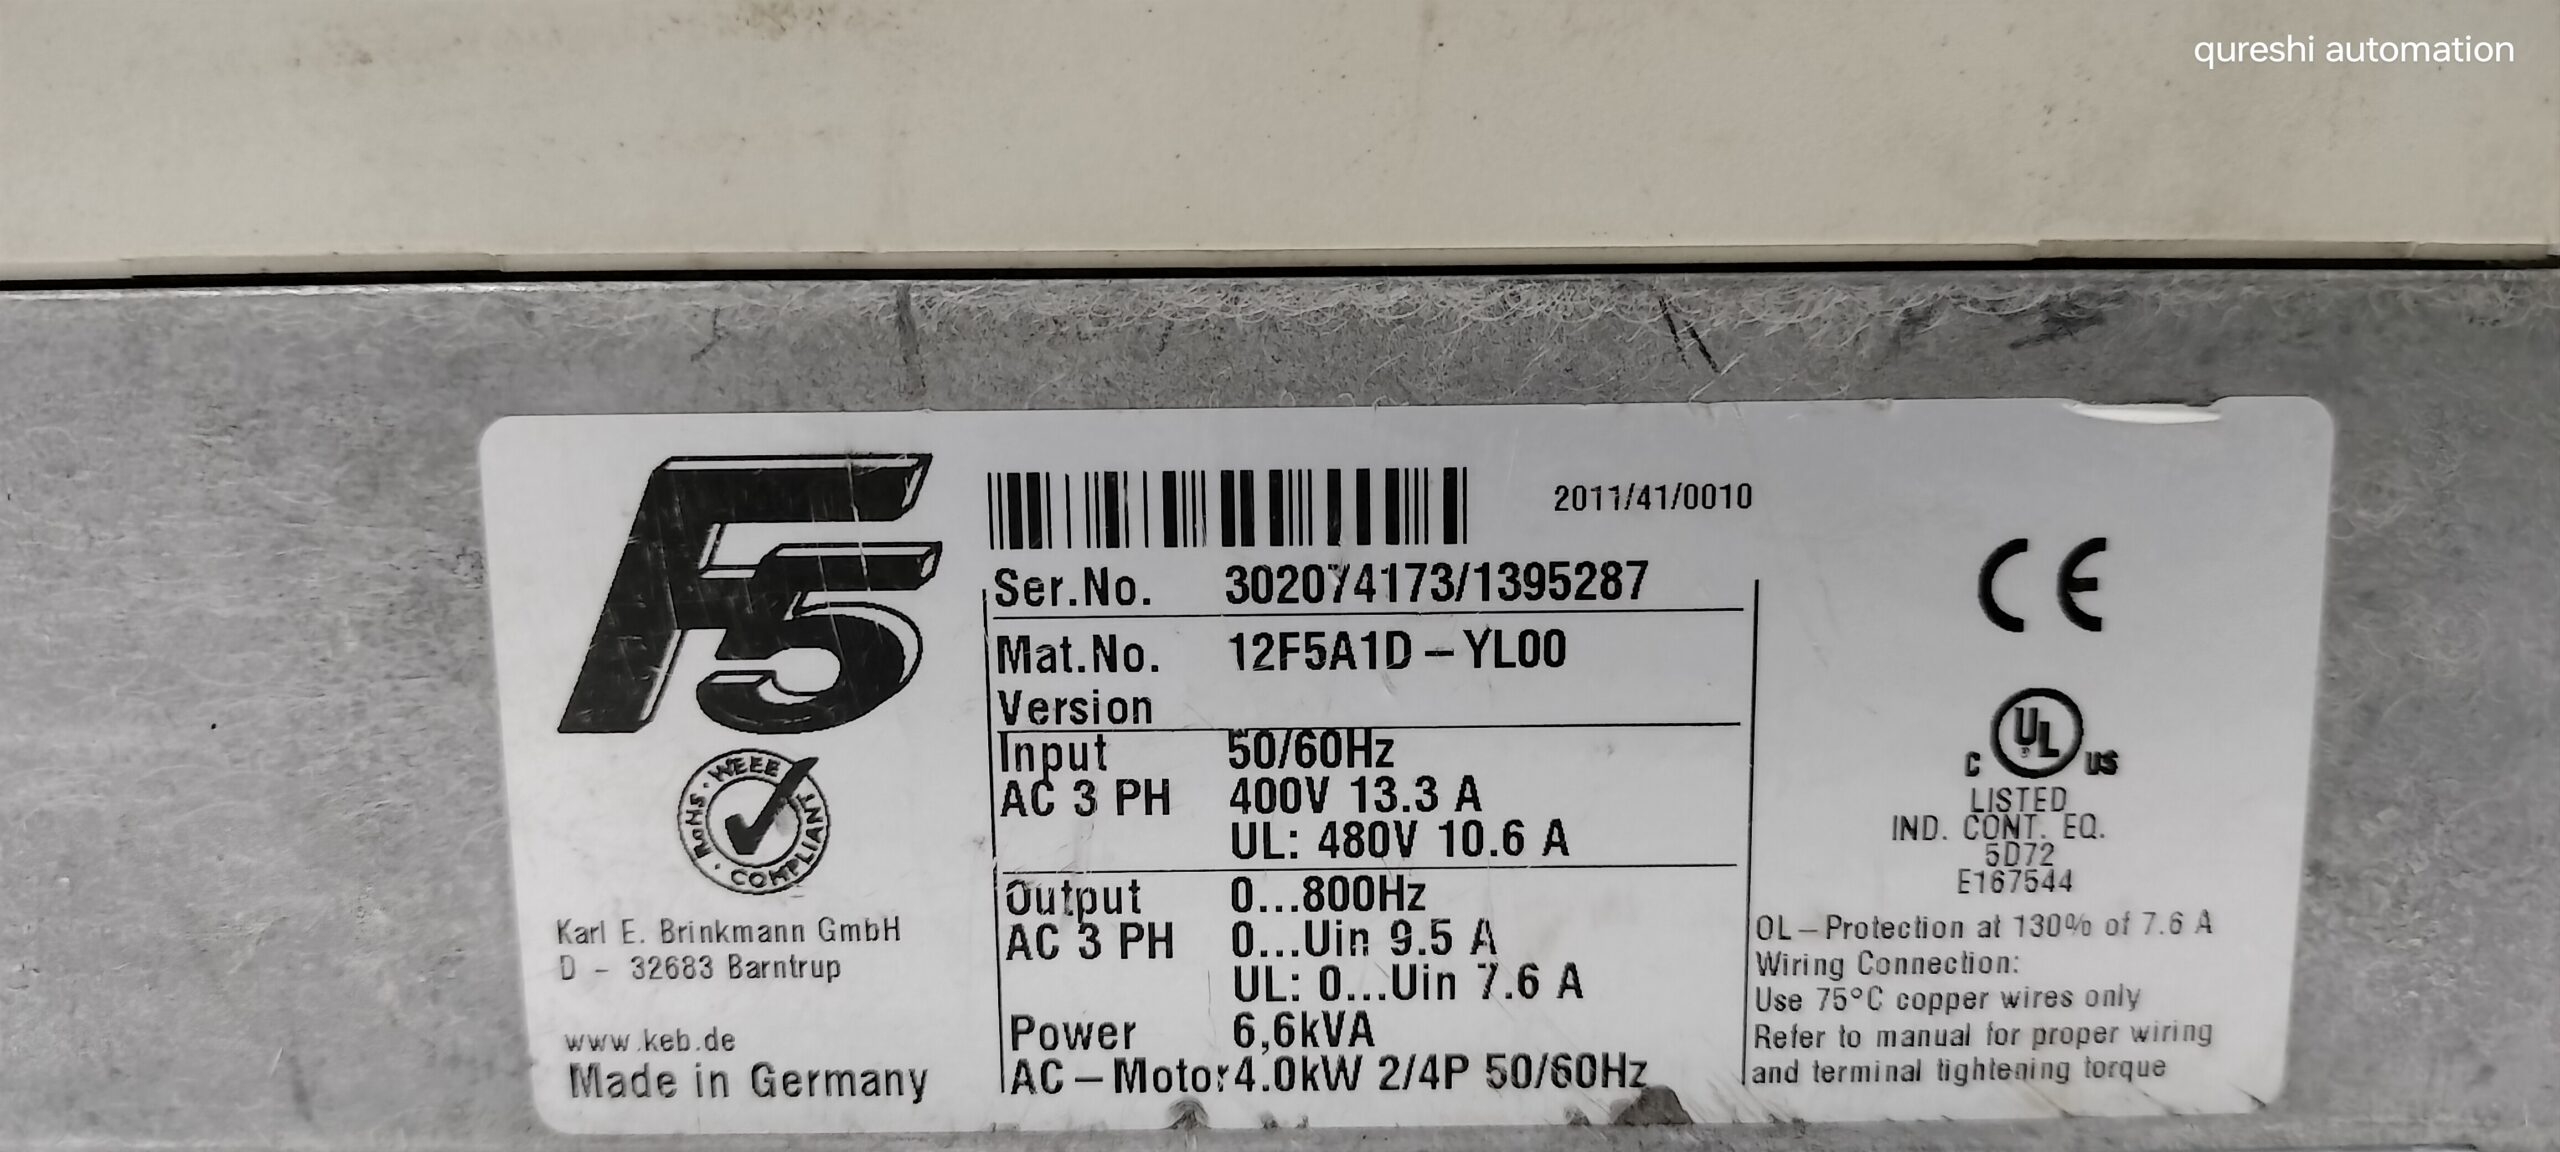 qureshi automation
F5
2011/41/0010
Ser.No. 302074173/1395287
Mat.No. 12F5A1D – YL00
Version
Input 50/60Hz
AC 3 PH 400V 13.3 A
UL: 480V 10.6 A
Output 0...800Hz
AC 3 PH 0...Uin 9.5 A
UL: 0...Uin 7.6 A
Power 6,6kVA
AC – Motor 4.0kW 2/4P 50/60Hz
RoHS · WEEE
COMPLIANT
Karl E. Brinkmann GmbH
D - 32683 Barntrup
www.keb.de
Made in Germany
CE
C UL US
LISTED
IND. CONT. EQ.
5D72
E167544
OL – Protection at 130% of 7.6 A
Wiring Connection:
Use 75°C copper wires only
Refer to manual for proper wiring
and terminal tightening torque